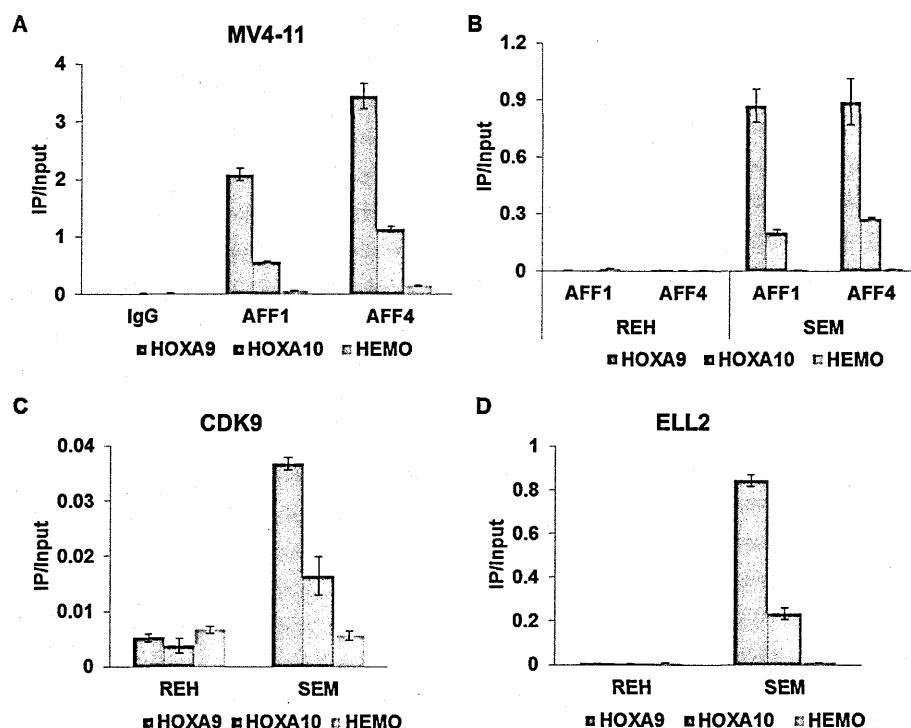 A
MV4-11
IP/Input
4
3
2
1
0
IgG AFF1 AFF4
HOXA9 HOXA10 HEMO
B
IP/Input
1.2
0.9
0.6
0.3
0
AFF1 AFF4 AFF1 AFF4
REH SEM
HOXA9 HOXA10 HEMO
C
CDK9
IP/Input
0.04
0.03
0.02
0.01
0
REH SEM
HOXA9 HOXA10 HEMO
D
ELL2
IP/Input
1
0.8
0.6
0.4
0.2
0
REH SEM
HOXA9 HOXA10 HEMO